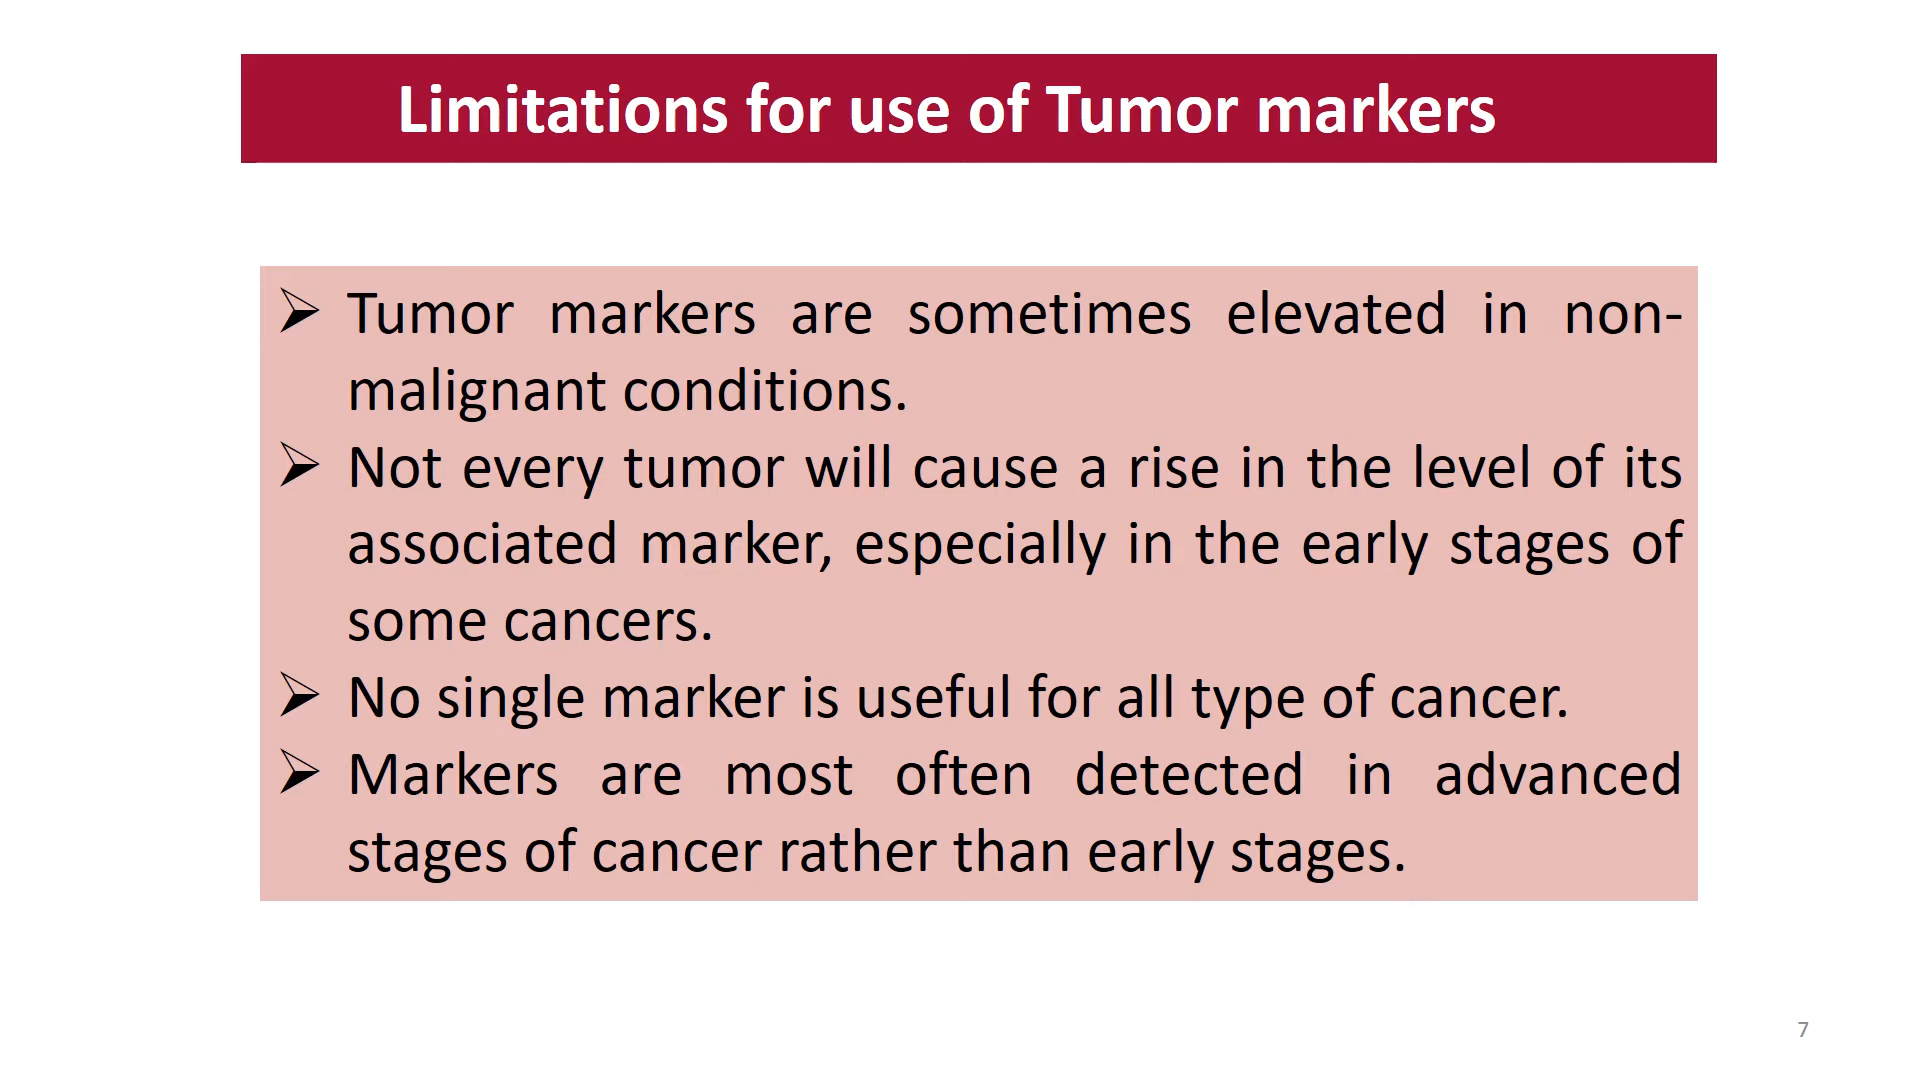 Limitations for use of Tumor markers
➢ Tumor markers are sometimes elevated in non-
malignant conditions.
➢ Not every tumor will cause a rise in the level of its
associated marker, especially in the early stages of
some cancers.
➢ No single marker is useful for all type of cancer.
➢ Markers are most often detected in advanced
stages of cancer rather than early stages.
7